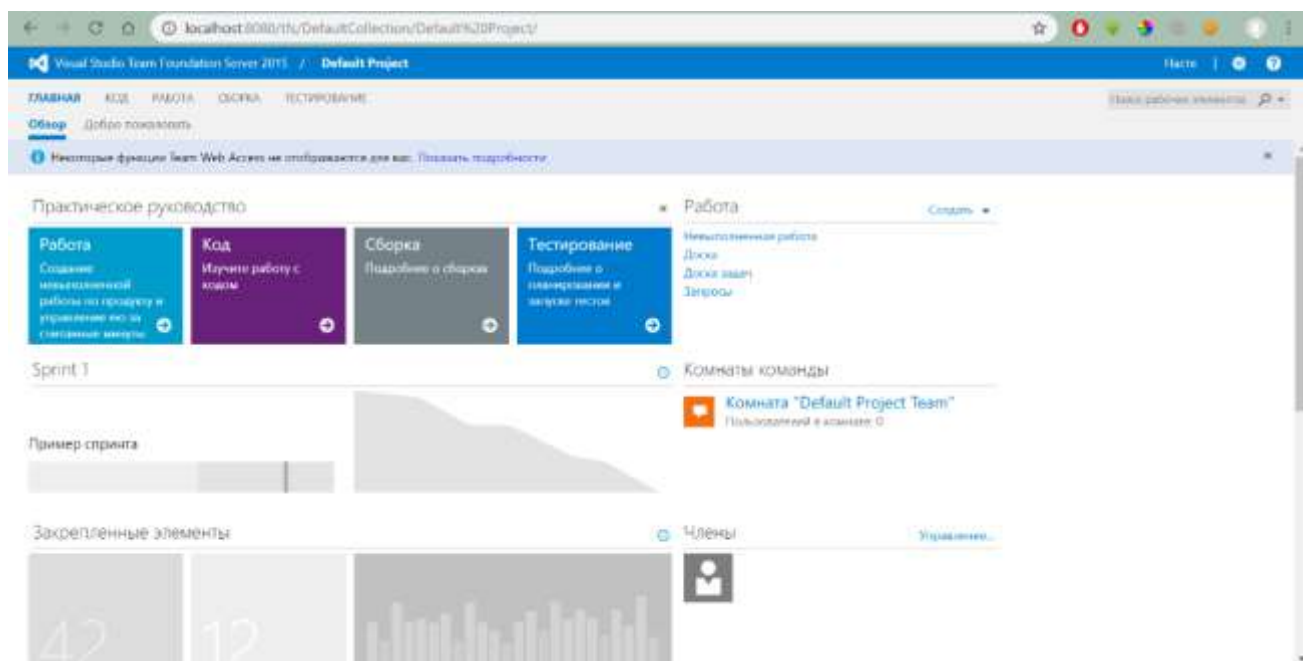 localhost:8080/tfs/DefaultCollection/Default%20Project/
Visual Studio Team Foundation Server 2015 / Default Project
Настя
ГЛАВНАЯ КОД РАБОТА СБОРКА ТЕСТИРОВАНИЕ
Поиск рабочих элементов
Обзор Добро пожаловать
Некоторые функции Team Web Access не отображаются для вас. Показать подробности
Практическое руководство
Работа
Создание невыполненной
работы по продукту и
управление ею за
считанные минуты
Код
Изучите работу с
кодом
Сборка
Подробнее о сборках
Тестирование
Подробнее о
планировании и
запуске тестов
Работа
Создать
Невыполненная работа
Доска
Доска задач
Запросы
Sprint 1
Пример спринта
Комнаты команды
Комната "Default Project Team"
Пользователей в комнате: 0
Закрепленные элементы
42
12
Члены
Управление...